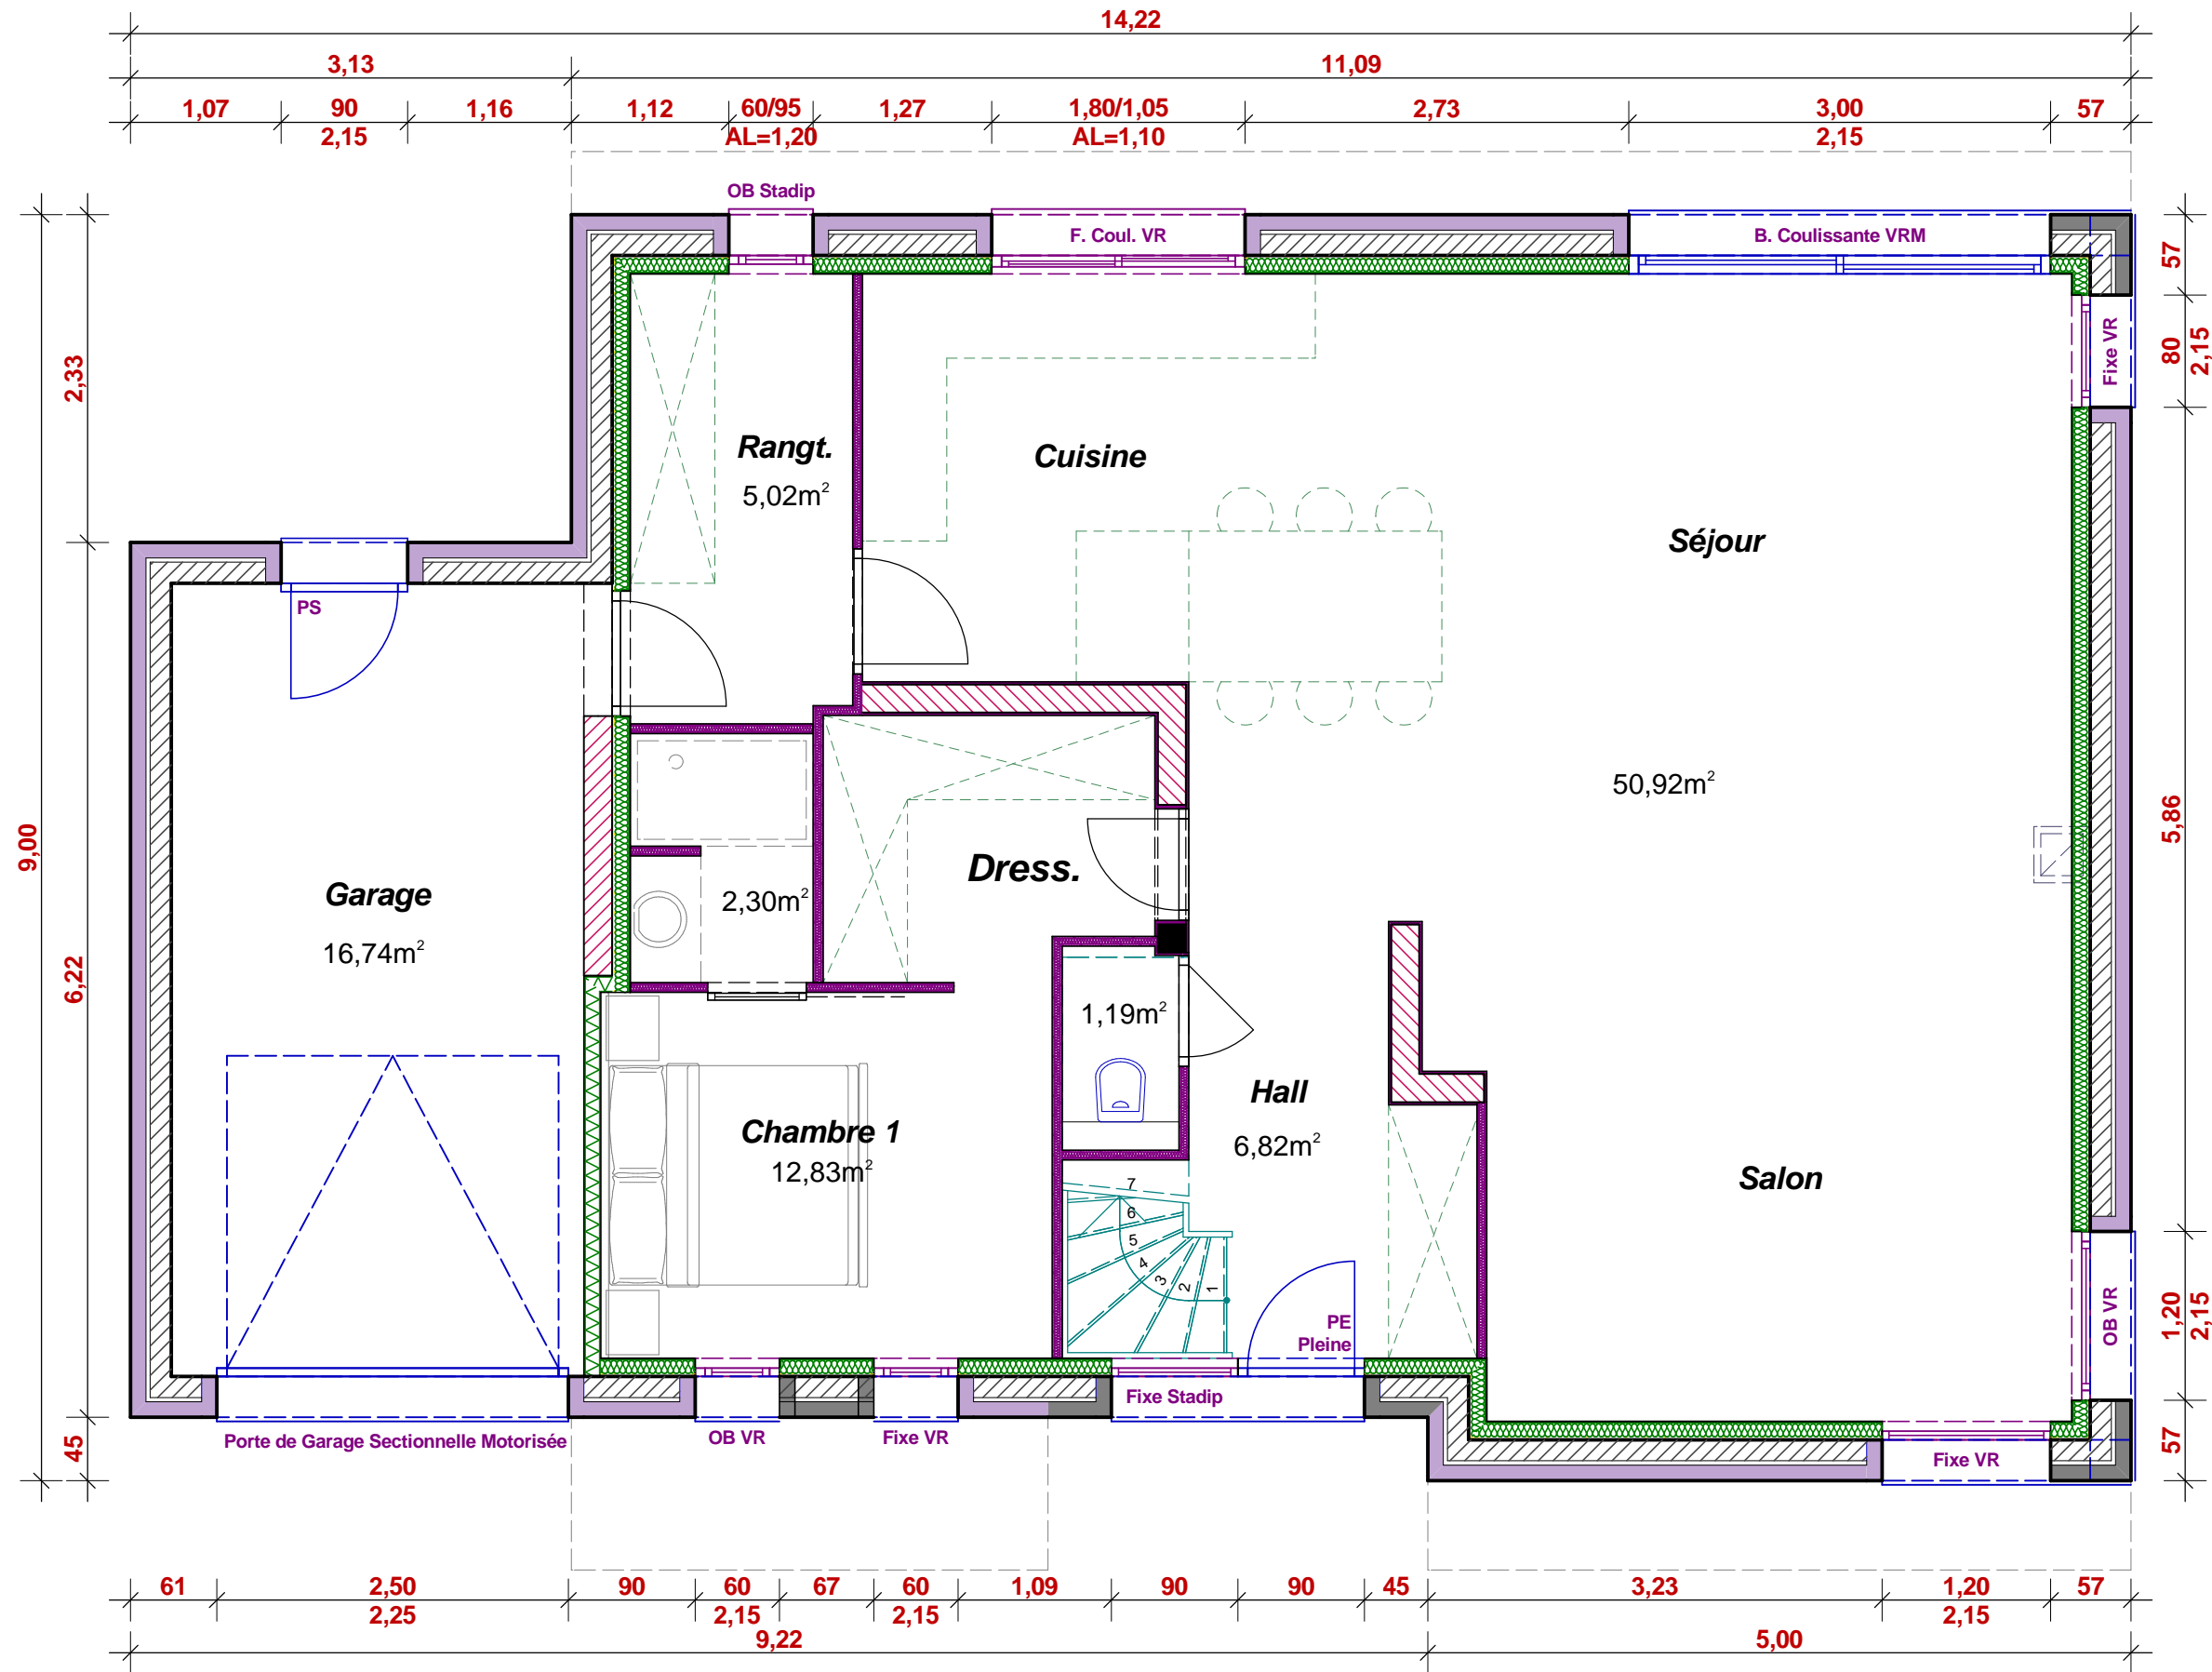 14,22
3,13
11,09
1,07
90
1,16
1,12
60/95
1,27
1,80/1,05
2,73
3,00
57
2,15
AL=1,20
AL=1,10
2,15
OB Stadip
F. Coul. VR
B. Coulissante VRM
57
2,33
Fixe VR
80
2,15
Rangt.
5,02m²
Cuisine
Séjour
PS
50,92m²
9,00
5,86
Dress.
Garage
16,74m²
2,30m²
6,22
1,19m²
Hall
6,82m²
Chambre 1
12,83m²
Salon
7
6
5
4
3
2
1
PE
Pleine
OB VR
1,20
2,15
Fixe Stadip
45
Porte de Garage Sectionnelle Motorisée
OB VR
Fixe VR
Fixe VR
57
61
2,50
90
60
67
60
1,09
90
90
45
3,23
1,20
57
2,25
2,15
2,15
2,15
9,22
5,00